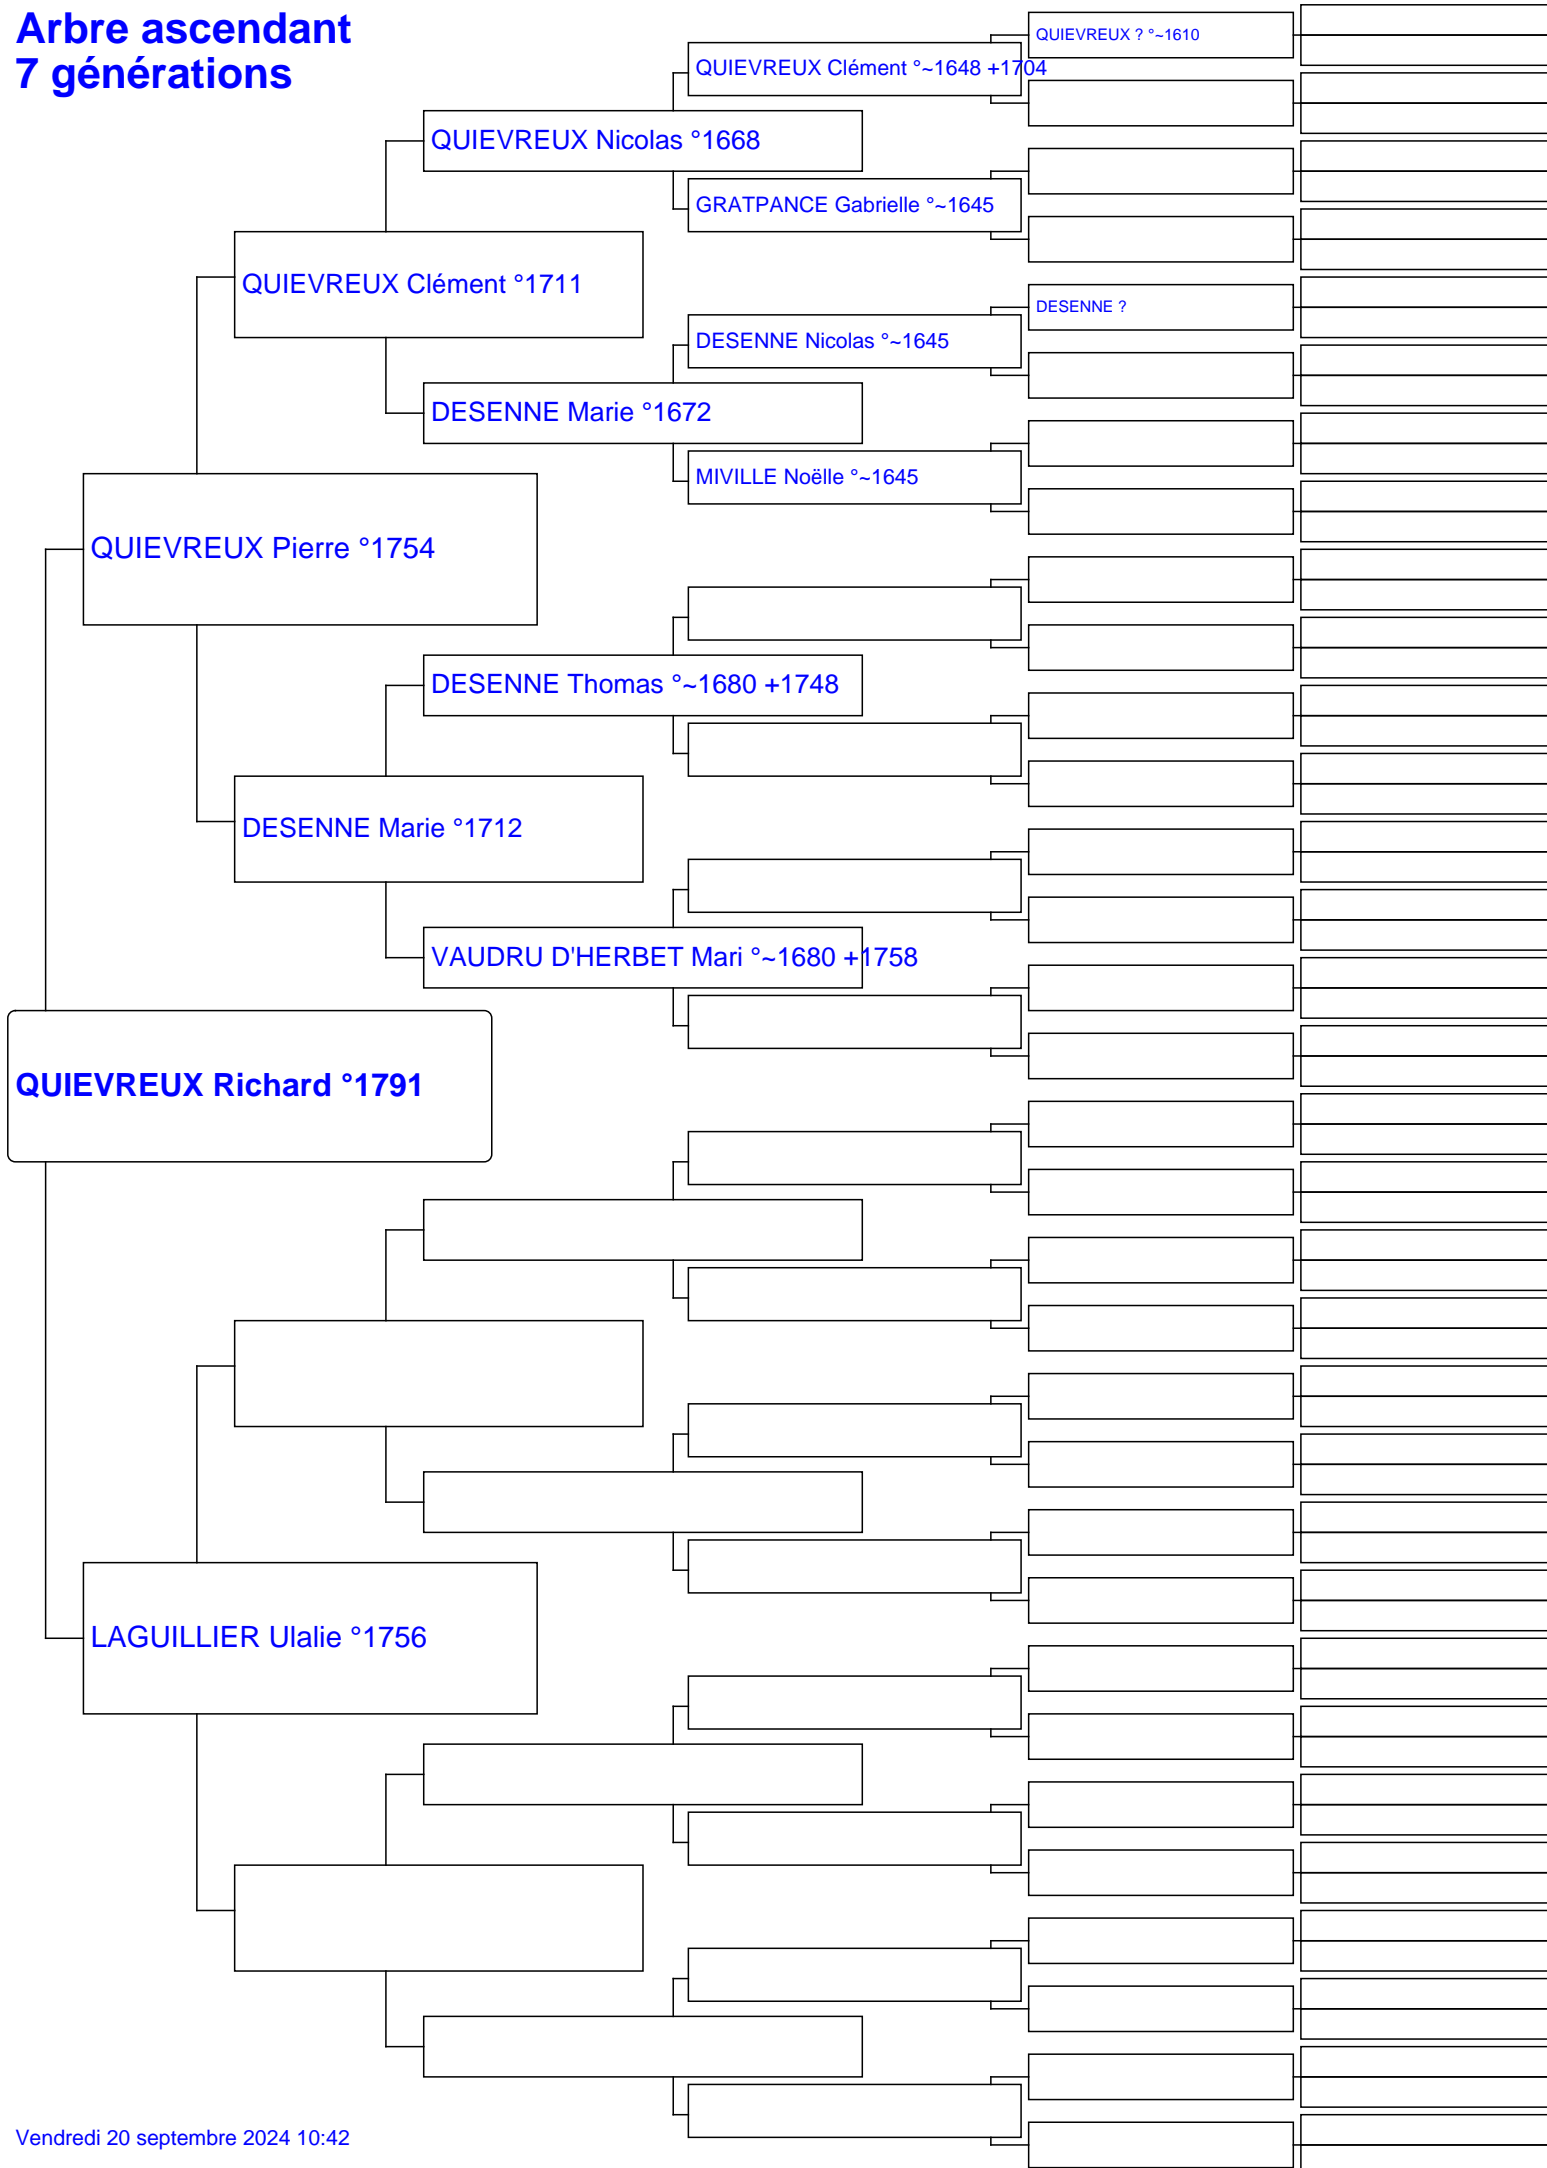 Arbre ascendant
7 générations
QUIEVREUX ? °~1610
QUIEVREUX Clément °~1648 +1704
QUIEVREUX Nicolas °1668
GRATPANCE Gabrielle °~1645
QUIEVREUX Clément °1711
DESENNE ?
DESENNE Nicolas °~1645
DESENNE Marie °1672
MIVILLE Noëlle °~1645
QUIEVREUX Pierre °1754
DESENNE Thomas °~1680 +1748
DESENNE Marie °1712
VAUDRU D'HERBET Mari °~1680 +1758
QUIEVREUX Richard °1791
LAGUILLIER Ulalie °1756
Vendredi 20 septembre 2024 10:42